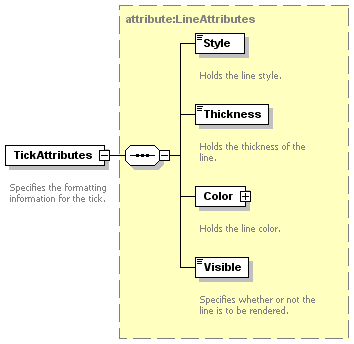 attribute:LineAttributes
Style
Holds the line style.
Thickness
Holds the thickness of the
line.
TickAttributes
Specifies the formatting
information for the tick.
Color
Holds the line color.
Visible
Specifies whether or not the
line is to be rendered.